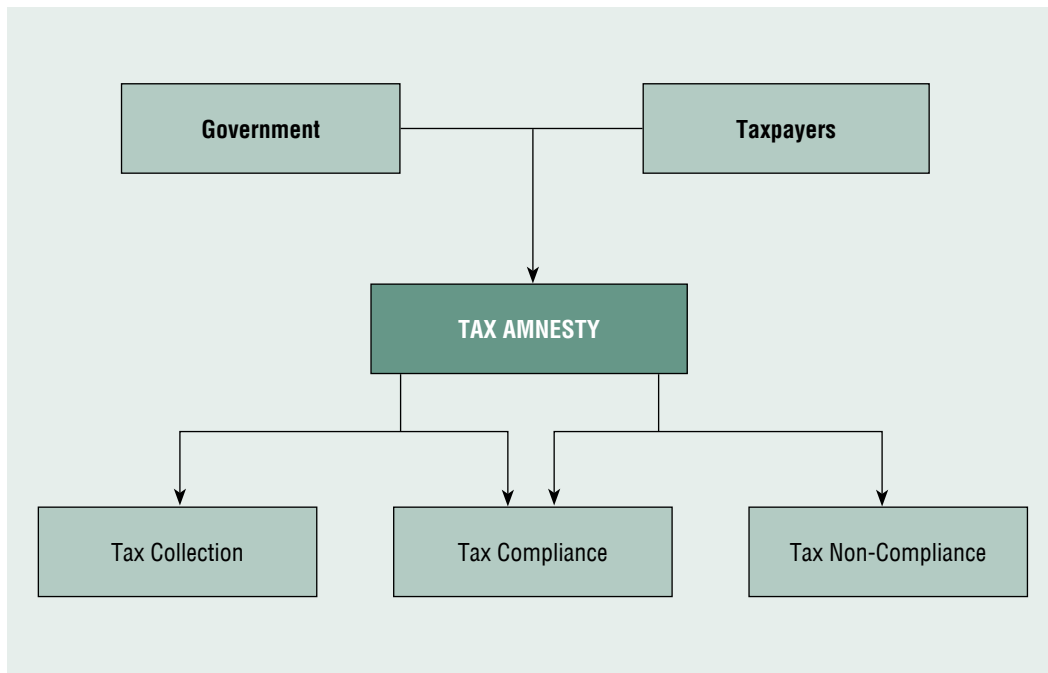 Government
Taxpayers
TAX AMNESTY
Tax Collection
Tax Compliance
Tax Non-Compliance